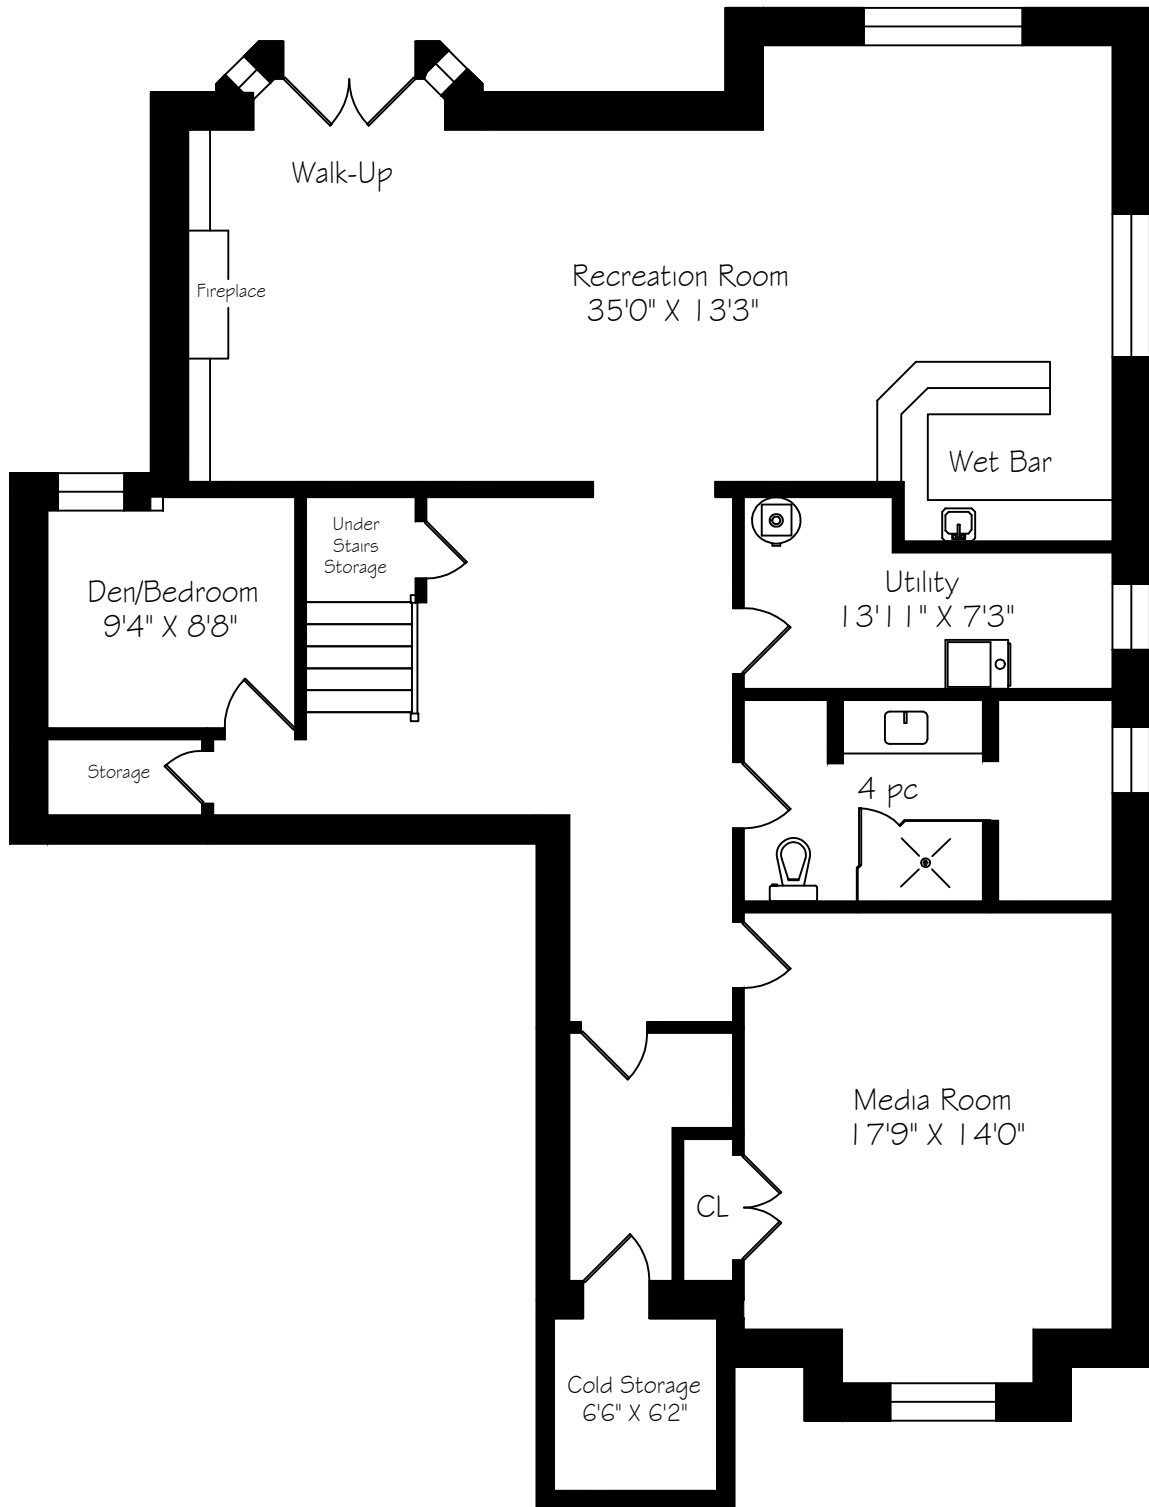 Walk-Up
Recreation Room
35'0" X 13'3"
Fireplace
Wet Bar
Under
Stairs
Storage
Den/Bedroom
9'4" X 8'8"
Utility
13'11" X 7'3"
Storage
4 pc
Media Room
17'9" X 14'0"
CL
Cold Storage
6'6" X 6'2"